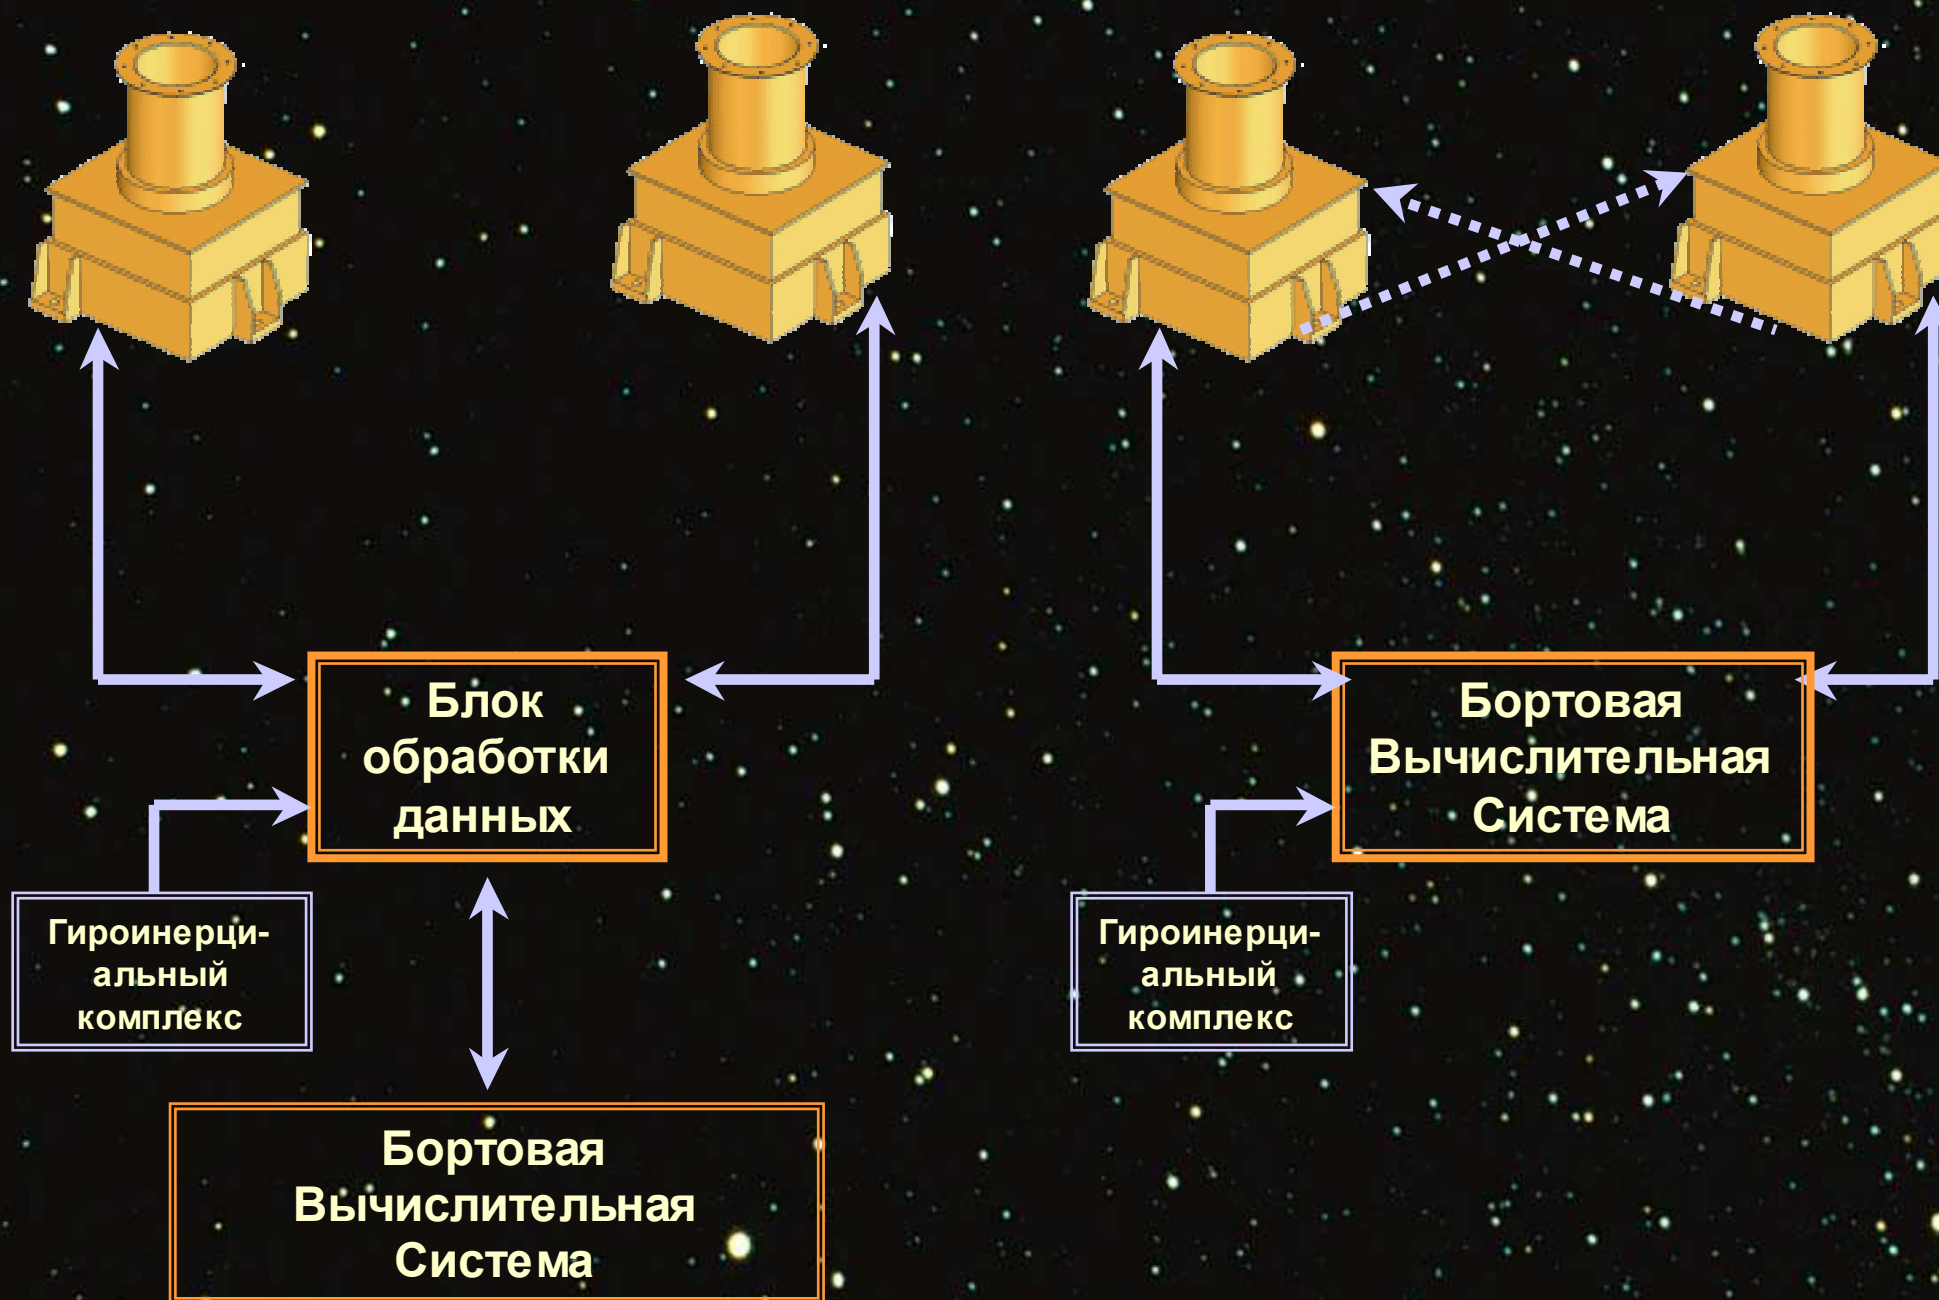 Блок
обработки
данных
Бортовая
Вычислительная
Система
Гироинерци-
альный
комплекс
Гироинерци-
альный
комплекс
Бортовая
Вычислительная
Система